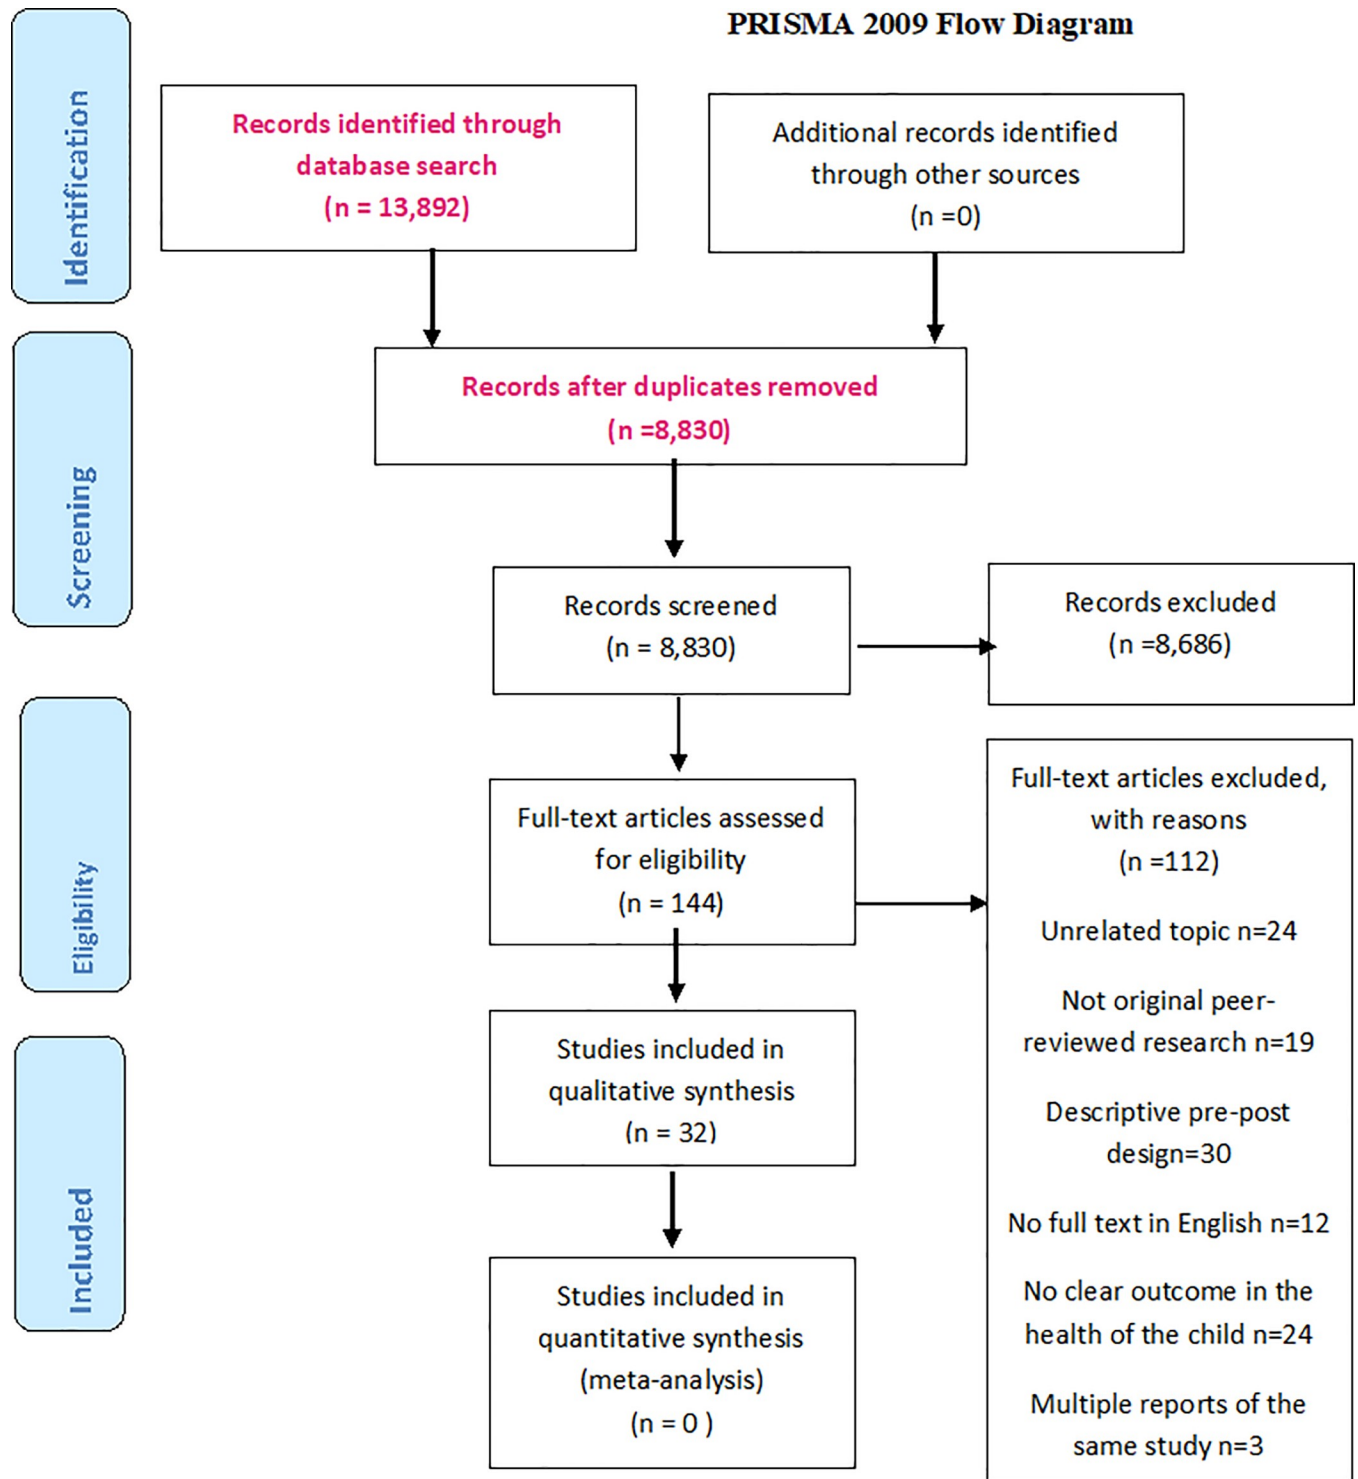 PRISMA 2009 Flow Diagram
Identification
Records identified through
database search
(n = 13,892)
Additional records identified
through other sources
(n =0)
Screening
Records after duplicates removed
(n =8,830)
Records screened
(n = 8,830)
Records excluded
(n =8,686)
Eligibility
Full-text articles assessed
for eligibility
(n = 144)
Full-text articles excluded,
with reasons
(n =112)
Unrelated topic n=24
Not original peer-
reviewed research n=19
Descriptive pre-post
design=30
No full text in English n=12
No clear outcome in the
health of the child n=24
Multiple reports of the
same study n=3
Included
Studies included in
qualitative synthesis
(n = 32)
Studies included in
quantitative synthesis
(meta-analysis)
(n = 0 )